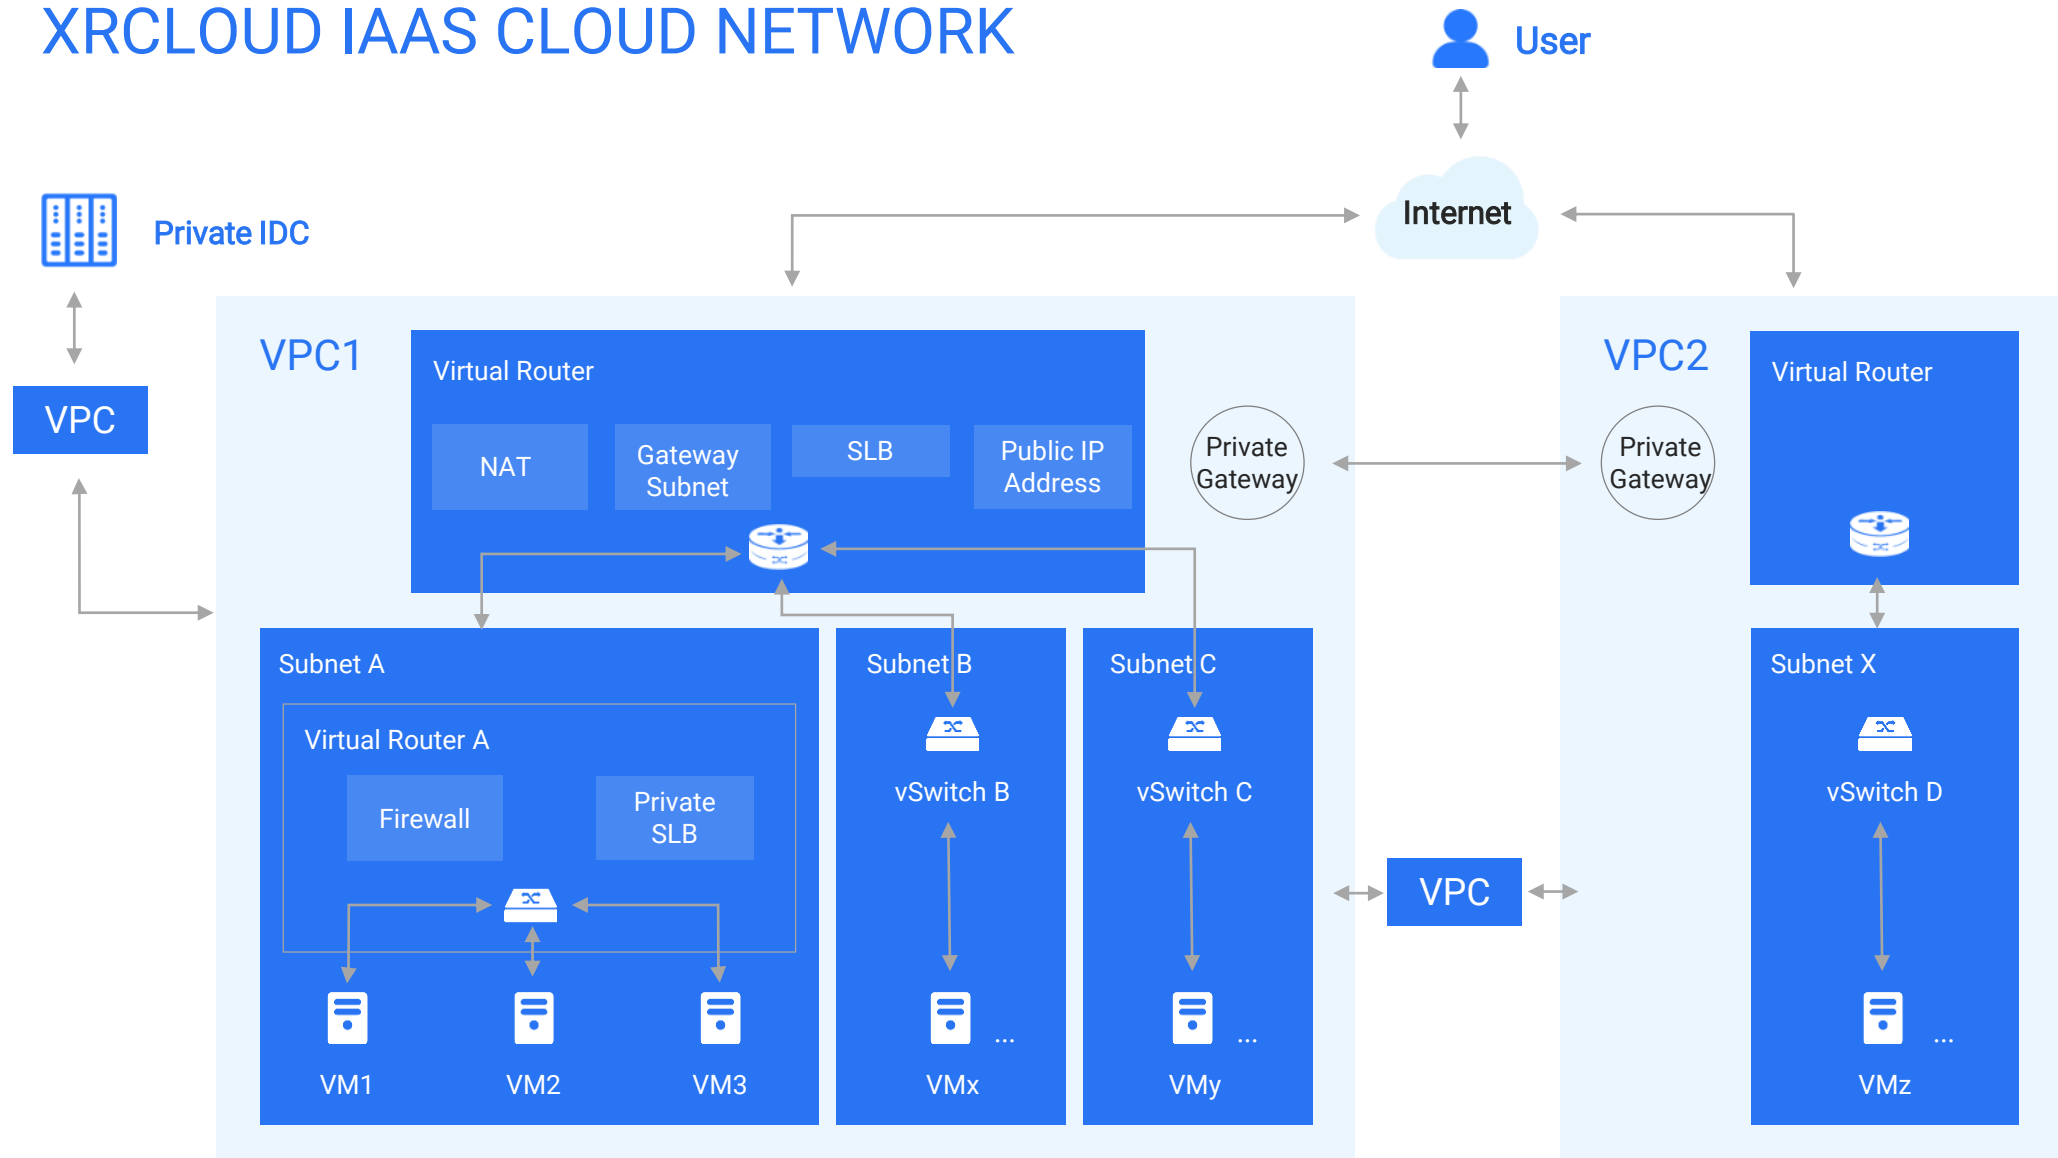 XRCLOUD IAAS CLOUD NETWORK
User
Internet
Private IDC
VPC
VPC1
Virtual Router
NAT
Gateway
Subnet
SLB
Public IP
Address
Private
Gateway
VPC2
Private
Gateway
Virtual Router
Subnet A
Virtual Router A
Firewall
Private
SLB
VM1
VM2
VM3
Subnet B
vSwitch B
VMx
...
Subnet C
vSwitch C
VMy
...
VPC
Subnet X
vSwitch D
VMz
...